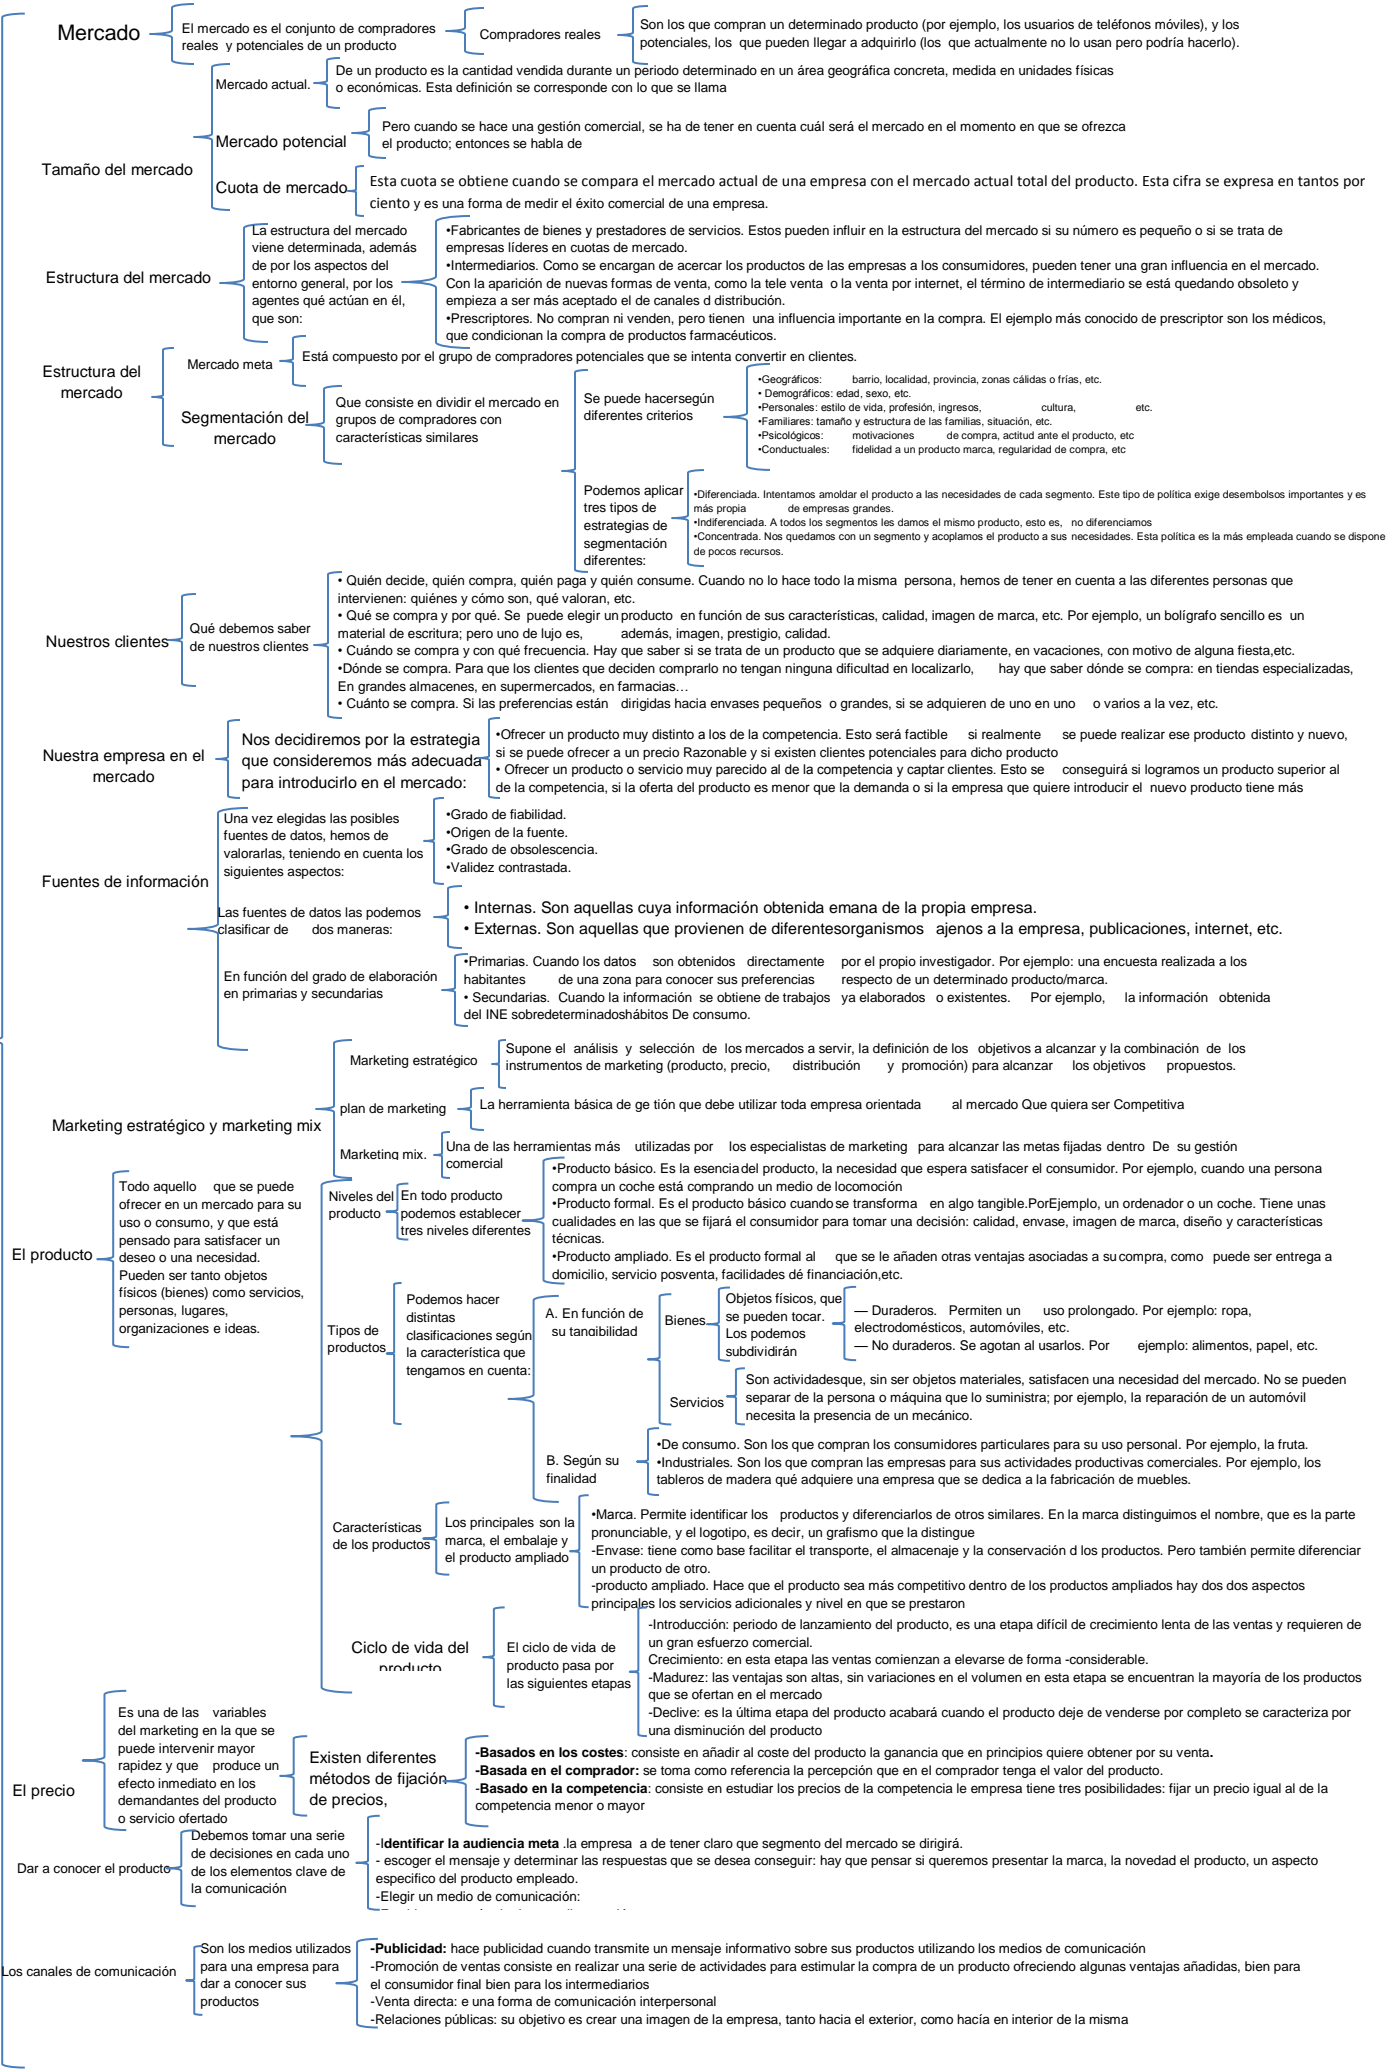 Mercado
El mercado es el conjunto de compradores
reales y potenciales de un producto
Compradores reales
Son los que compran un determinado producto (por ejemplo, los usuarios de teléfonos móviles), y los
potenciales, los que pueden llegar a adquirirlo (los que actualmente no lo usan pero podría hacerlo).
Tamaño del mercado
Mercado actual.
De un producto es la cantidad vendida durante un periodo determinado en un área geográfica concreta, medida en unidades físicas
o económicas. Esta definición se corresponde con lo que se llama
Mercado potencial
Pero cuando se hace una gestión comercial, se ha de tener en cuenta cuál será el mercado en el momento en que se ofrezca
el producto; entonces se habla de
Cuota de mercado
Esta cuota se obtiene cuando se compara el mercado actual de una empresa con el mercado actual total del producto. Esta cifra se expresa en tantos por
ciento y es una forma de medir el éxito comercial de una empresa.
Estructura del mercado
La estructura del mercado
viene determinada, además
de por los aspectos del
entorno general, por los
agentes qué actúan en él,
que son:
•Fabricantes de bienes y prestadores de servicios. Estos pueden influir en la estructura del mercado si su número es pequeño o si se trata de
empresas líderes en cuotas de mercado.
•Intermediarios. Como se encargan de acercar los productos de las empresas a los consumidores, pueden tener una gran influencia en el mercado.
Con la aparición de nuevas formas de venta, como la tele venta o la venta por internet, el término de intermediario se está quedando obsoleto y
empieza a ser más aceptado el de canales d distribución.
•Prescriptores. No compran ni venden, pero tienen una influencia importante en la compra. El ejemplo más conocido de prescriptor son los médicos,
que condicionan la compra de productos farmacéuticos.
Estructura del
mercado
Mercado meta
Está compuesto por el grupo de compradores potenciales que se intenta convertir en clientes.
Segmentación del
mercado
Que consiste en dividir el mercado en
grupos de compradores con
características similares
Se puede hacersegún
diferentes criterios
•Geográficos: barrio, localidad, provincia, zonas cálidas o frías, etc.
• Demográficos: edad, sexo, etc.
•Personales: estilo de vida, profesión, ingresos, cultura, etc.
•Familiares: tamaño y estructura de las familias, situación, etc.
•Psicológicos: motivaciones de compra, actitud ante el producto, etc
•Conductuales: fidelidad a un producto marca, regularidad de compra, etc
Podemos aplicar
tres tipos de
estrategias de
segmentación
diferentes:
•Diferenciada. Intentamos amoldar el producto a las necesidades de cada segmento. Este tipo de política exige desembolsos importantes y es
más propia de empresas grandes.
•Indiferenciada. A todos los segmentos les damos el mismo producto, esto es, no diferenciamos
•Concentrada. Nos quedamos con un segmento y acoplamos el producto a sus necesidades. Esta política es la más empleada cuando se dispone
de pocos recursos.
Nuestros clientes
Qué debemos saber
de nuestros clientes
• Quién decide, quién compra, quién paga y quién consume. Cuando no lo hace todo la misma persona, hemos de tener en cuenta a las diferentes personas que
intervienen: quiénes y cómo son, qué valoran, etc.
• Qué se compra y por qué. Se puede elegir un producto en función de sus características, calidad, imagen de marca, etc. Por ejemplo, un bolígrafo sencillo es un
material de escritura; pero uno de lujo es, además, imagen, prestigio, calidad.
• Cuándo se compra y con qué frecuencia. Hay que saber si se trata de un producto que se adquiere diariamente, en vacaciones, con motivo de alguna fiesta,etc.
•Dónde se compra. Para que los clientes que deciden comprarlo no tengan ninguna dificultad en localizarlo, hay que saber dónde se compra: en tiendas especializadas,
En grandes almacenes, en supermercados, en farmacias…
• Cuánto se compra. Si las preferencias están dirigidas hacia envases pequeños o grandes, si se adquieren de uno en uno o varios a la vez, etc.
Nuestra empresa en el
mercado
Nos decidiremos por la estrategia
que consideremos más adecuada
para introducirlo en el mercado:
•Ofrecer un producto muy distinto a los de la competencia. Esto será factible si realmente se puede realizar ese producto distinto y nuevo,
si se puede ofrecer a un precio Razonable y si existen clientes potenciales para dicho producto
• Ofrecer un producto o servicio muy parecido al de la competencia y captar clientes. Esto se conseguirá si logramos un producto superior al
de la competencia, si la oferta del producto es menor que la demanda o si la empresa que quiere introducir el nuevo producto tiene más
Fuentes de información
Una vez elegidas las posibles
fuentes de datos, hemos de
valorarlas, teniendo en cuenta los
siguientes aspectos:
•Grado de fiabilidad.
•Origen de la fuente.
•Grado de obsolescencia.
•Validez contrastada.
Las fuentes de datos las podemos
clasificar de dos maneras:
• Internas. Son aquellas cuya información obtenida emana de la propia empresa.
• Externas. Son aquellas que provienen de diferentesorganismos ajenos a la empresa, publicaciones, internet, etc.
En función del grado de elaboración
en primarias y secundarias
•Primarias. Cuando los datos son obtenidos directamente por el propio investigador. Por ejemplo: una encuesta realizada a los
habitantes de una zona para conocer sus preferencias respecto de un determinado producto/marca.
• Secundarias. Cuando la información se obtiene de trabajos ya elaborados o existentes. Por ejemplo, la información obtenida
del INE sobredeterminadoshábitos De consumo.
Marketing estratégico y marketing mix
Marketing estratégico
Supone el análisis y selección de los mercados a servir, la definición de los objetivos a alcanzar y la combinación de los
instrumentos de marketing (producto, precio, distribución y promoción) para alcanzar los objetivos propuestos.
plan de marketing
La herramienta básica de ge tión que debe utilizar toda empresa orientada al mercado Que quiera ser Competitiva
Marketing mix.
Una de las herramientas más utilizadas por los especialistas de marketing para alcanzar las metas fijadas dentro De su gestión
comercial
El producto
Todo aquello que se puede
ofrecer en un mercado para su
uso o consumo, y que está
pensado para satisfacer un
deseo o una necesidad.
Pueden ser tanto objetos
físicos (bienes) como servicios,
personas, lugares,
organizaciones e ideas.
Niveles del
producto
En todo producto
podemos establecer
tres niveles diferentes
•Producto básico. Es la esencia del producto, la necesidad que espera satisfacer el consumidor. Por ejemplo, cuando una persona
compra un coche está comprando un medio de locomoción
•Producto formal. Es el producto básico cuando se transforma en algo tangible.PorEjemplo, un ordenador o un coche. Tiene unas
cualidades en las que se fijará el consumidor para tomar una decisión: calidad, envase, imagen de marca, diseño y características
técnicas.
•Producto ampliado. Es el producto formal al que se le añaden otras ventajas asociadas a su compra, como puede ser entrega a
domicilio, servicio posventa, facilidades dé financiación,etc.
Tipos de
productos
Podemos hacer
distintas
clasificaciones según
la característica que
tengamos en cuenta:
A. En función de
su tangibilidad
Bienes
Objetos físicos, que
se pueden tocar.
Los podemos
subdividirán
— Duraderos. Permiten un uso prolongado. Por ejemplo: ropa,
electrodomésticos, automóviles, etc.
— No duraderos. Se agotan al usarlos. Por ejemplo: alimentos, papel, etc.
Servicios
Son actividadesque, sin ser objetos materiales, satisfacen una necesidad del mercado. No se pueden
separar de la persona o máquina que lo suministra; por ejemplo, la reparación de un automóvil
necesita la presencia de un mecánico.
B. Según su
finalidad
•De consumo. Son los que compran los consumidores particulares para su uso personal. Por ejemplo, la fruta.
•Industriales. Son los que compran las empresas para sus actividades productivas comerciales. Por ejemplo, los
tableros de madera qué adquiere una empresa que se dedica a la fabricación de muebles.
Características
de los productos
Los principales son la
marca, el embalaje y
el producto ampliado
•Marca. Permite identificar los productos y diferenciarlos de otros similares. En la marca distinguimos el nombre, que es la parte
pronunciable, y el logotipo, es decir, un grafismo que la distingue
-Envase: tiene como base facilitar el transporte, el almacenaje y la conservación d los productos. Pero también permite diferenciar
un producto de otro.
-producto ampliado. Hace que el producto sea más competitivo dentro de los productos ampliados hay dos dos aspectos
principales los servicios adicionales y nivel en que se prestaron
Ciclo de vida del
producto
El ciclo de vida de
producto pasa por
las siguientes etapas
-Introducción: periodo de lanzamiento del producto, es una etapa difícil de crecimiento lenta de las ventas y requieren de
un gran esfuerzo comercial.
Crecimiento: en esta etapa las ventas comienzan a elevarse de forma -considerable.
-Madurez: las ventajas son altas, sin variaciones en el volumen en esta etapa se encuentran la mayoría de los productos
que se ofertan en el mercado
-Declive: es la última etapa del producto acabará cuando el producto deje de venderse por completo se caracteriza por
una disminución del producto
El precio
Es una de las variables
del marketing en la que se
puede intervenir mayor
rapidez y que produce un
efecto inmediato en los
demandantes del producto
o servicio ofertado
Existen diferentes
métodos de fijación
de precios,
-Basados en los costes: consiste en añadir al coste del producto la ganancia que en principios quiere obtener por su venta.
-Basada en el comprador: se toma como referencia la percepción que en el comprador tenga el valor del producto.
-Basado en la competencia: consiste en estudiar los precios de la competencia le empresa tiene tres posibilidades: fijar un precio igual al de la
competencia menor o mayor
Dar a conocer el producto
Debemos tomar una serie
de decisiones en cada uno
de los elementos clave de
la comunicación
-Identificar la audiencia meta .la empresa a de tener claro que segmento del mercado se dirigirá.
- escoger el mensaje y determinar las respuestas que se desea conseguir: hay que pensar si queremos presentar la marca, la novedad el producto, un aspecto
especifico del producto empleado.
-Elegir un medio de comunicación:
Los canales de comunicación
Son los medios utilizados
para una empresa para
dar a conocer sus
productos
-Publicidad: hace publicidad cuando transmite un mensaje informativo sobre sus productos utilizando los medios de comunicación
-Promoción de ventas consiste en realizar una serie de actividades para estimular la compra de un producto ofreciendo algunas ventajas añadidas, bien para
el consumidor final bien para los intermediarios
-Venta directa: e una forma de comunicación interpersonal
-Relaciones públicas: su objetivo es crear una imagen de la empresa, tanto hacia el exterior, como hacía en interior de la misma